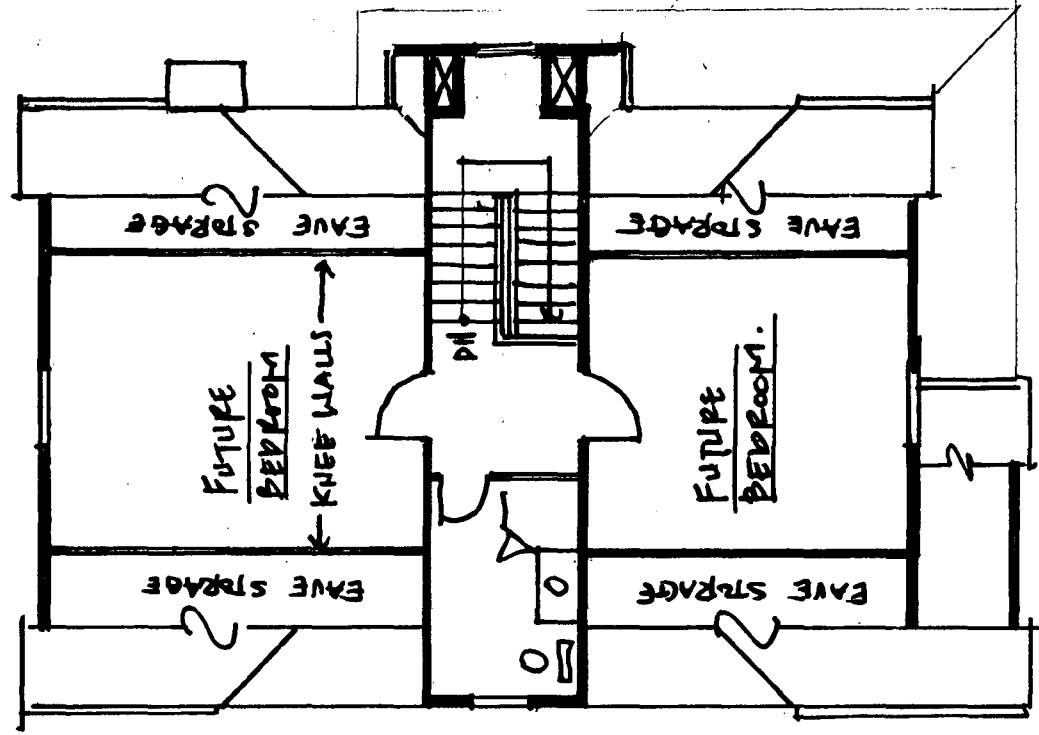 EAVE STORAGE
EAVE STORAGE
DN
FUTURE
BEDROOM
KNEE WALLS
FUTURE
BEDROOM.
EAVE STORAGE
EAVE STORAGE